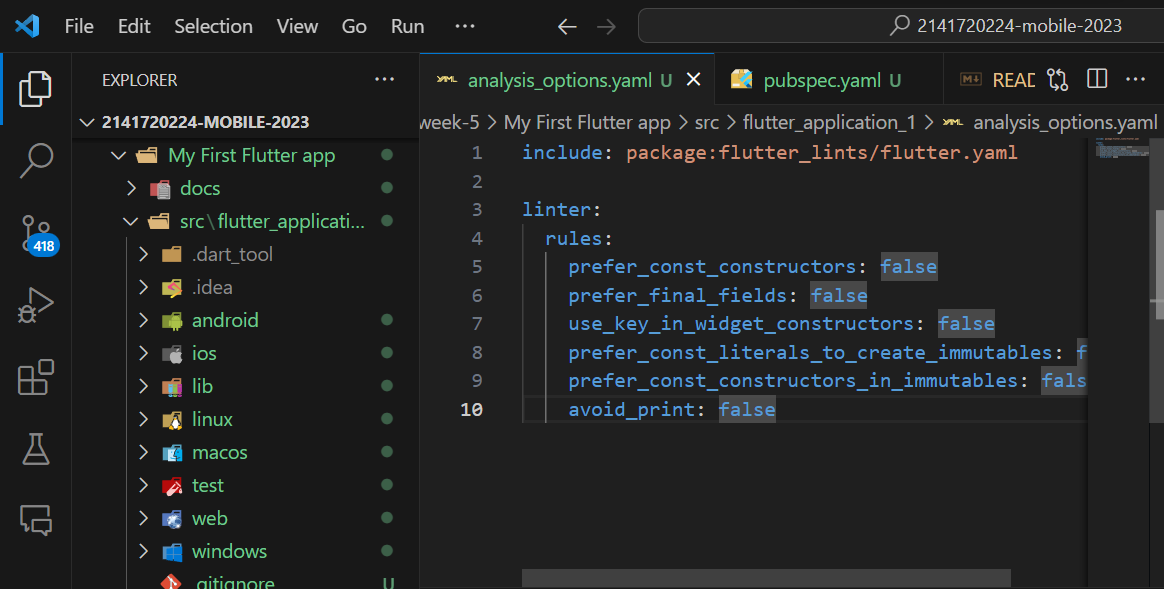 File Edit Selection View Go Run ··· 2141720224-mobile-2023
EXPLORER ···
2141720224-MOBILE-2023
My First Flutter app
docs
src\flutter_applicati...
.dart_tool
.idea
android
ios
lib
linux
macos
test
web
windows
.gitignore U
418
analysis_options.yaml U
pubspec.yaml U
READ
week-5 > My First Flutter app > src > flutter_application_1 > analysis_options.yaml
1 include: package:flutter_lints/flutter.yaml
2
3 linter:
4 rules:
5 prefer_const_constructors: false
6 prefer_final_fields: false
7 use_key_in_widget_constructors: false
8 prefer_const_literals_to_create_immutables: f
9 prefer_const_constructors_in_immutables: fals
10 avoid_print: false